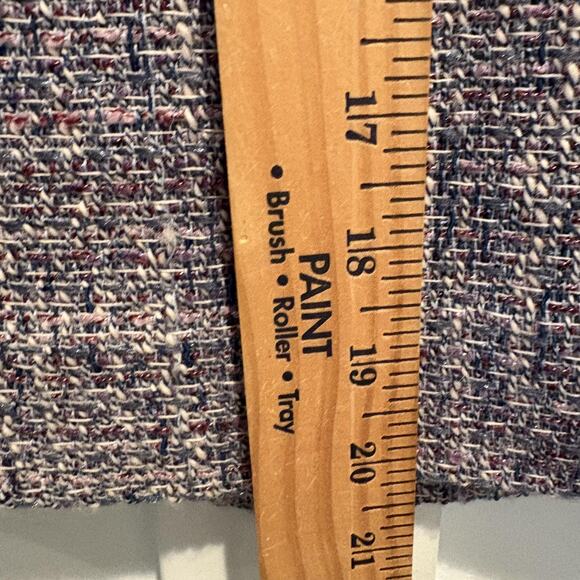 PAINT
• Brush • Roller • Tray
17
18
19
20
21